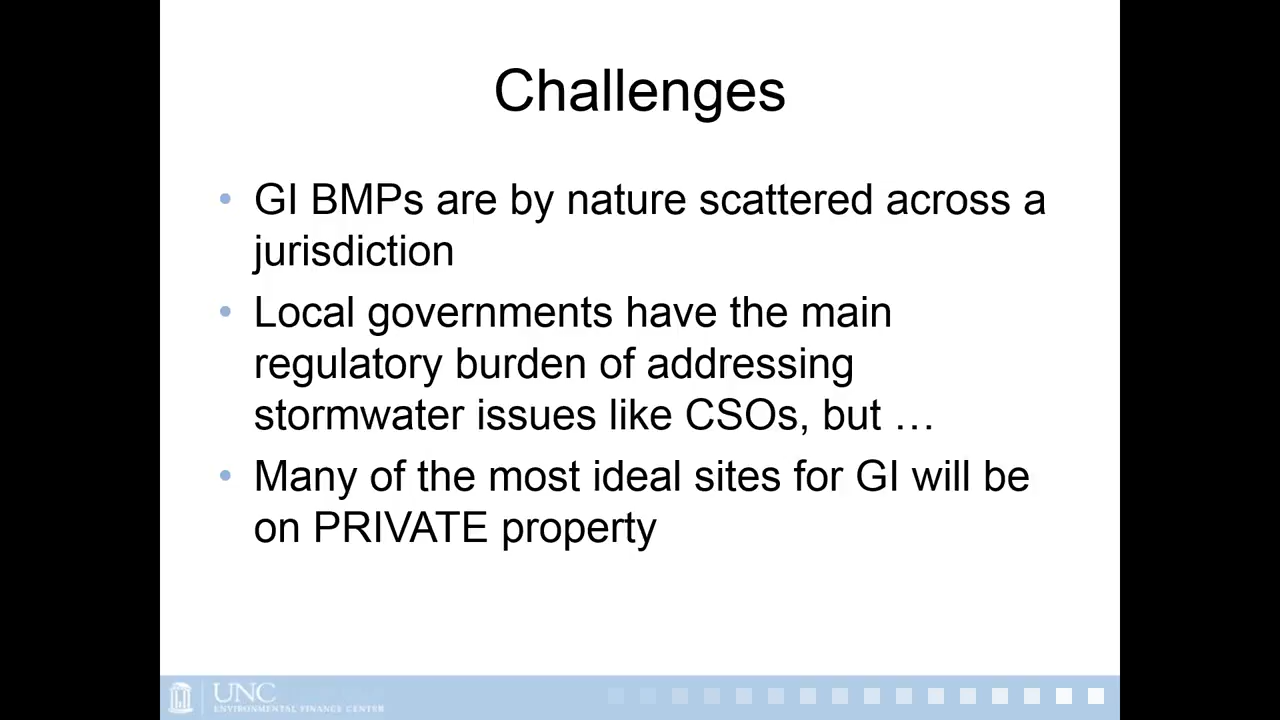 Challenges
• GI BMPs are by nature scattered across a
jurisdiction
• Local governments have the main
regulatory burden of addressing
stormwater issues like CSOs, but …
• Many of the most ideal sites for GI will be
on PRIVATE property
UNC
ENVIRONMENTAL FINANCE CENTER